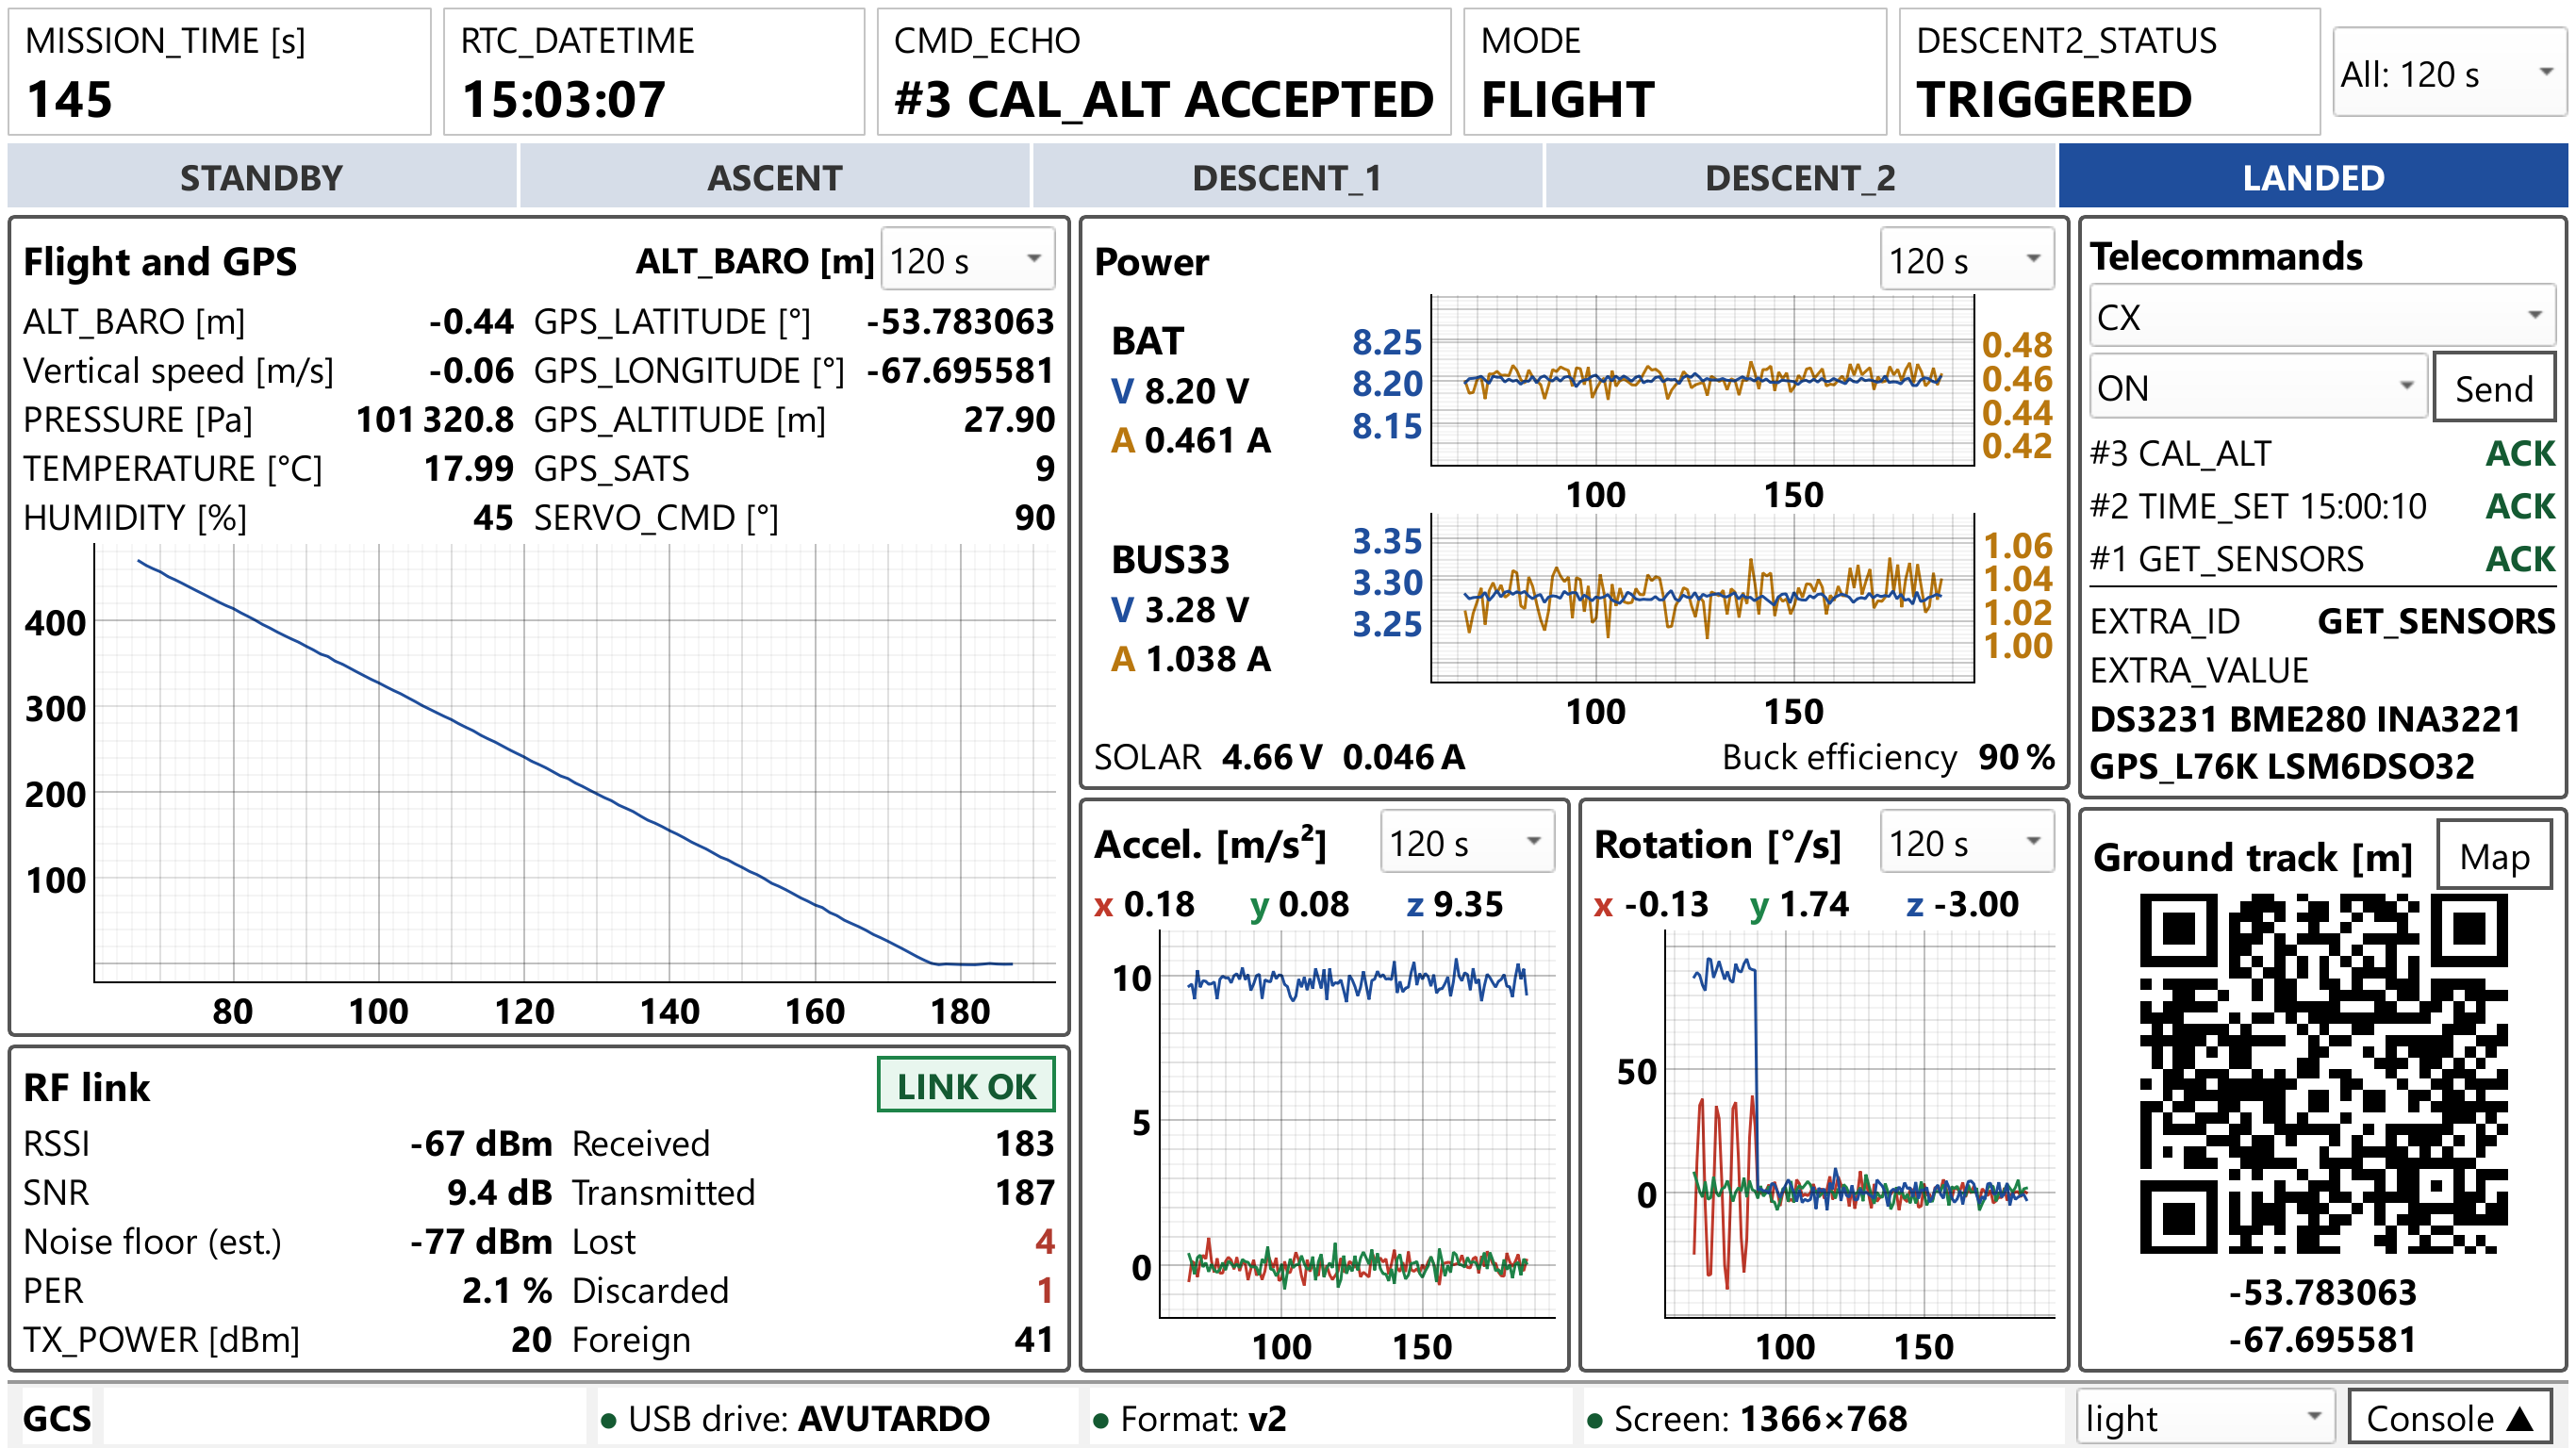 MISSION_TIME [s]
145
RTC_DATETIME
15:03:07
CMD_ECHO
#3 CAL_ALT ACCEPTED
MODE
FLIGHT
DESCENT2_STATUS
TRIGGERED
All: 120 s
STANDBY
ASCENT
DESCENT_1
DESCENT_2
LANDED
Flight and GPS
ALT_BARO [m]
120 s
ALT_BARO [m] -0.44 GPS_LATITUDE [°] -53.783063
Vertical speed [m/s] -0.06 GPS_LONGITUDE [°] -67.695581
PRESSURE [Pa] 101 320.8 GPS_ALTITUDE [m] 27.90
TEMPERATURE [°C] 17.99 GPS_SATS 9
HUMIDITY [%] 45 SERVO_CMD [°] 90
400
300
200
100
80 100 120 140 160 180
RF link
LINK OK
RSSI -67 dBm Received 183
SNR 9.4 dB Transmitted 187
Noise floor (est.) -77 dBm Lost 4
PER 2.1 % Discarded 1
TX_POWER [dBm] 20 Foreign 41
Power
120 s
BAT
V 8.20 V
A 0.461 A
8.25
8.20
8.15
0.48
0.46
0.44
0.42
100 150
BUS33
V 3.28 V
A 1.038 A
3.35
3.30
3.25
1.06
1.04
1.02
1.00
100 150
SOLAR 4.66 V 0.046 A
Buck efficiency 90 %
Accel. [m/s²]
120 s
x 0.18 y 0.08 z 9.35
10
5
0
100 150
Rotation [°/s]
120 s
x -0.13 y 1.74 z -3.00
50
0
100 150
Telecommands
CX
ON
Send
#3 CAL_ALT ACK
#2 TIME_SET 15:00:10 ACK
#1 GET_SENSORS ACK
EXTRA_ID GET_SENSORS
EXTRA_VALUE
DS3231 BME280 INA3221
GPS_L76K LSM6DSO32
Ground track [m]
Map
-53.783063
-67.695581
GCS
● USB drive: AVUTARDO
● Format: v2
● Screen: 1366×768
light
Console ▲